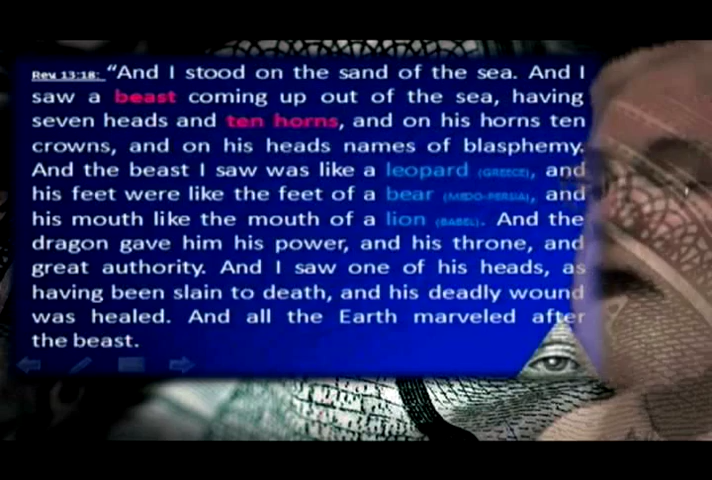 Rev 13:18: “And I stood on the sand of the sea. And I
saw a beast coming up out of the sea, having
seven heads and ten horns, and on his horns ten
crowns, and on his heads names of blasphemy.
And the beast I saw was like a leopard (GREECE), and
his feet were like the feet of a bear (MEDO-PERSIA), and
his mouth like the mouth of a lion (BABEL). And the
dragon gave him his power, and his throne, and
great authority. And I saw one of his heads, as
having been slain to death, and his deadly wound
was healed. And all the Earth marveled after
the beast.